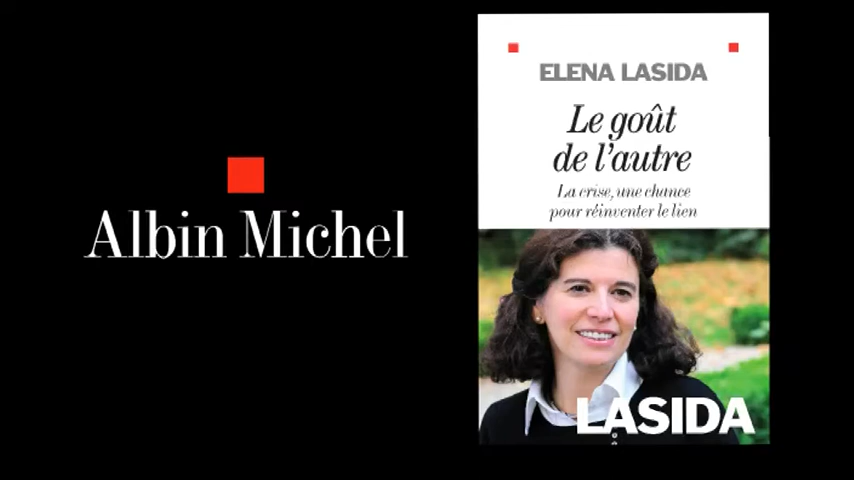 Albin Michel
ELENA LASIDA
Le goût
de l'autre
La crise, une chance
pour réinventer le lien
LASIDA